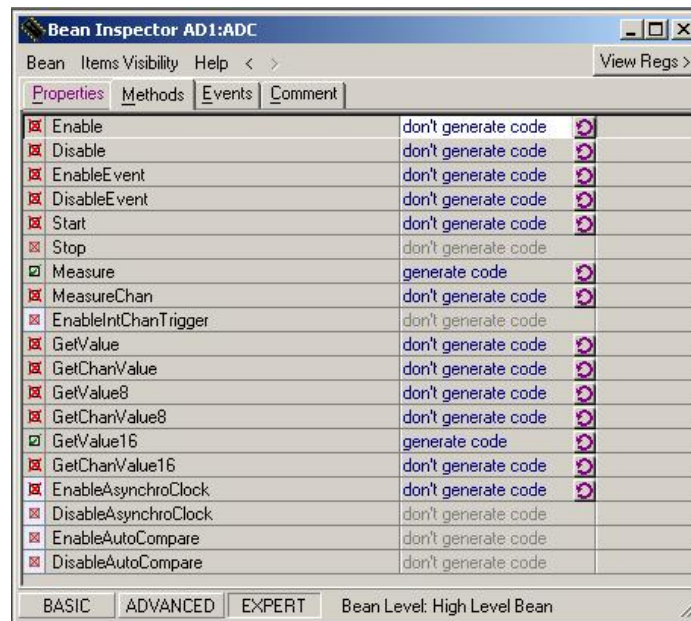 Bean Inspector AD1:ADC
Bean Items Visibility Help < > View Regs >
Properties Methods Events Comment
Enable don't generate code
Disable don't generate code
EnableEvent don't generate code
DisableEvent don't generate code
Start don't generate code
Stop don't generate code
Measure generate code
MeasureChan don't generate code
EnableIntChanTrigger don't generate code
GetValue don't generate code
GetChanValue don't generate code
GetValue8 don't generate code
GetChanValue8 don't generate code
GetValue16 generate code
GetChanValue16 don't generate code
EnableAsynchroClock don't generate code
DisableAsynchroClock don't generate code
EnableAutoCompare don't generate code
DisableAutoCompare don't generate code
BASIC ADVANCED EXPERT Bean Level: High Level Bean